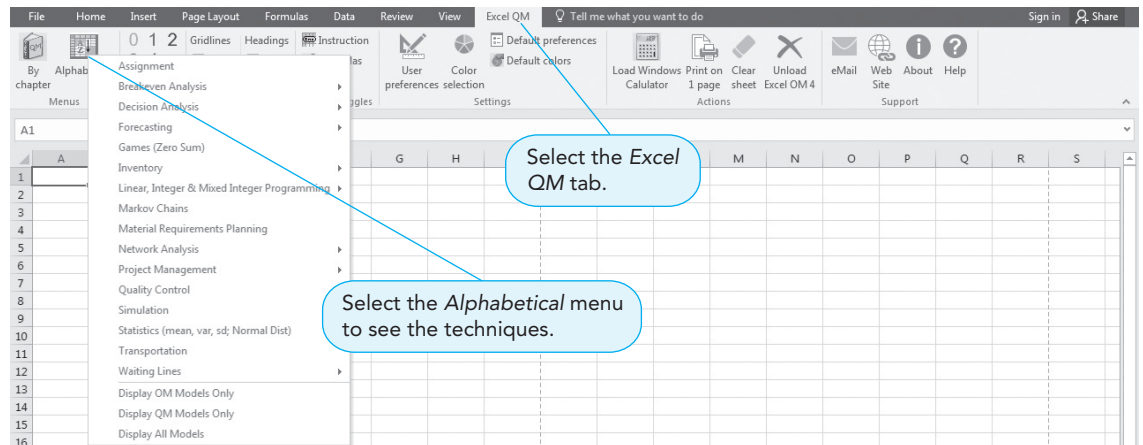 File Home Insert Page Layout Formulas Data Review View Excel QM Tell me what you want to do Sign in Share
0 1 2 Gridlines Headings Instruction
Default preferences
Default colors
By chapter
Alphab
User preferences
Color selection
Load Windows Calulator
Print on 1 page
Clear sheet
Unload Excel OM 4
eMail
Web Site
About
Help
Menus
ggles
Settings
Actions
Support
A1
A G H M N O P Q R S
1
2
3
4
5
6
7
8
9
10
11
12
13
14
15
16
Assignment
Breakeven Analysis
Decision Analysis
Forecasting
Games (Zero Sum)
Inventory
Linear, Integer & Mixed Integer Programming
Markov Chains
Material Requirements Planning
Network Analysis
Project Management
Quality Control
Simulation
Statistics (mean, var, sd; Normal Dist)
Transportation
Waiting Lines
Display OM Models Only
Display QM Models Only
Display All Models
Select the Excel
QM tab.
Select the Alphabetical menu
to see the techniques.